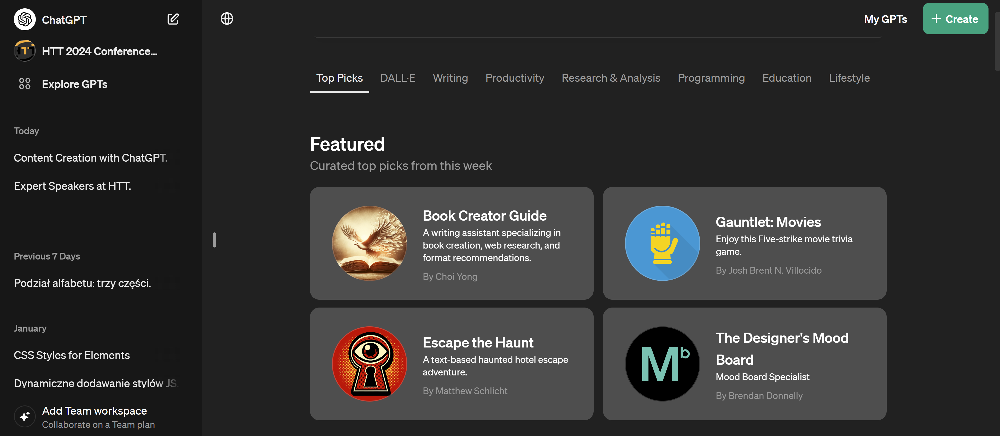 ChatGPT
HTT 2024 Conference...
Explore GPTs
Today
Content Creation with ChatGPT.
Expert Speakers at HTT.
Previous 7 Days
Podział alfabetu: trzy części.
January
CSS Styles for Elements
Dynamiczne dodawanie stylów JS.
Add Team workspace
Collaborate on a Team plan
My GPTs
+ Create
Top Picks DALL·E Writing Productivity Research & Analysis Programming Education Lifestyle
Featured
Curated top picks from this week
Book Creator Guide
A writing assistant specializing in
book creation, web research, and
format recommendations.
By Choi Yong
Gauntlet: Movies
Enjoy this Five-strike movie trivia
game.
By Josh Brent N. Villocido
Escape the Haunt
A text-based haunted hotel escape
adventure.
By Matthew Schlicht
Mb
The Designer's Mood
Board
Mood Board Specialist
By Brendan Donnelly